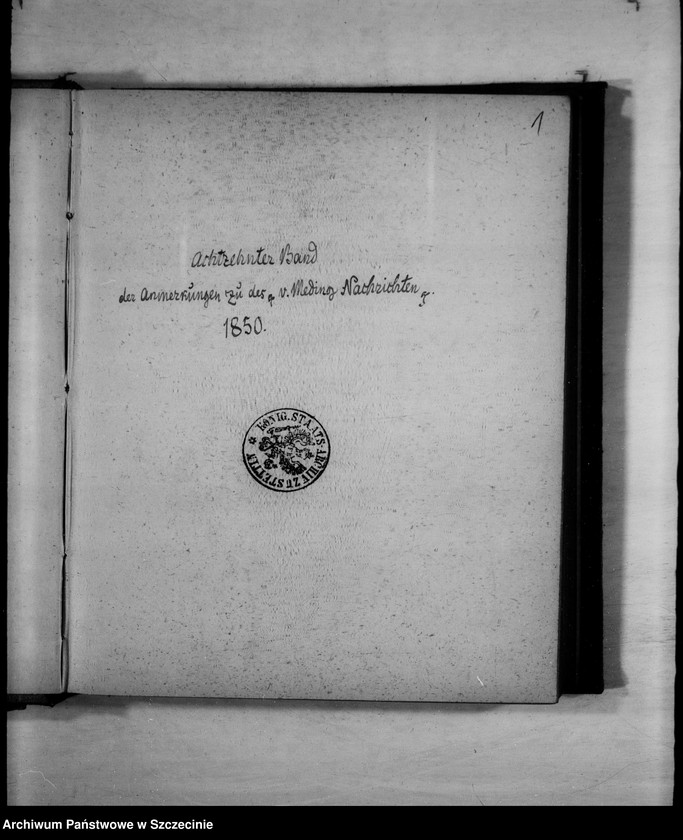 1
Achtzehnter Band
der Anmerkungen zu des v. Meding Nachrichten
1850.
KÖNIG. STAATS-ARCHIV ZU STETTIN
Archiwum Państwowe w Szczecinie